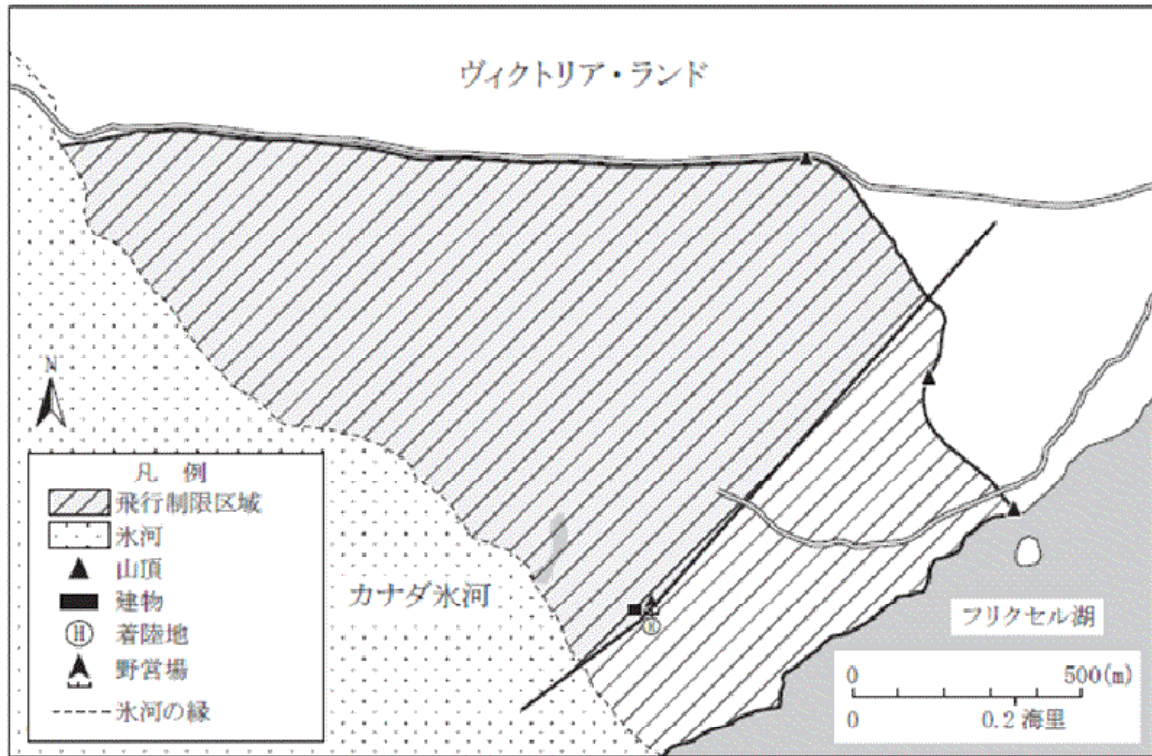 ヴィクトリア・ランド
N
凡 例
飛行制限区域
氷河
山頂
建物
H 着陸地
野営場
氷河の縁
カナダ氷河
H
フリクセル湖
0 500(m)
0 0.2 海里